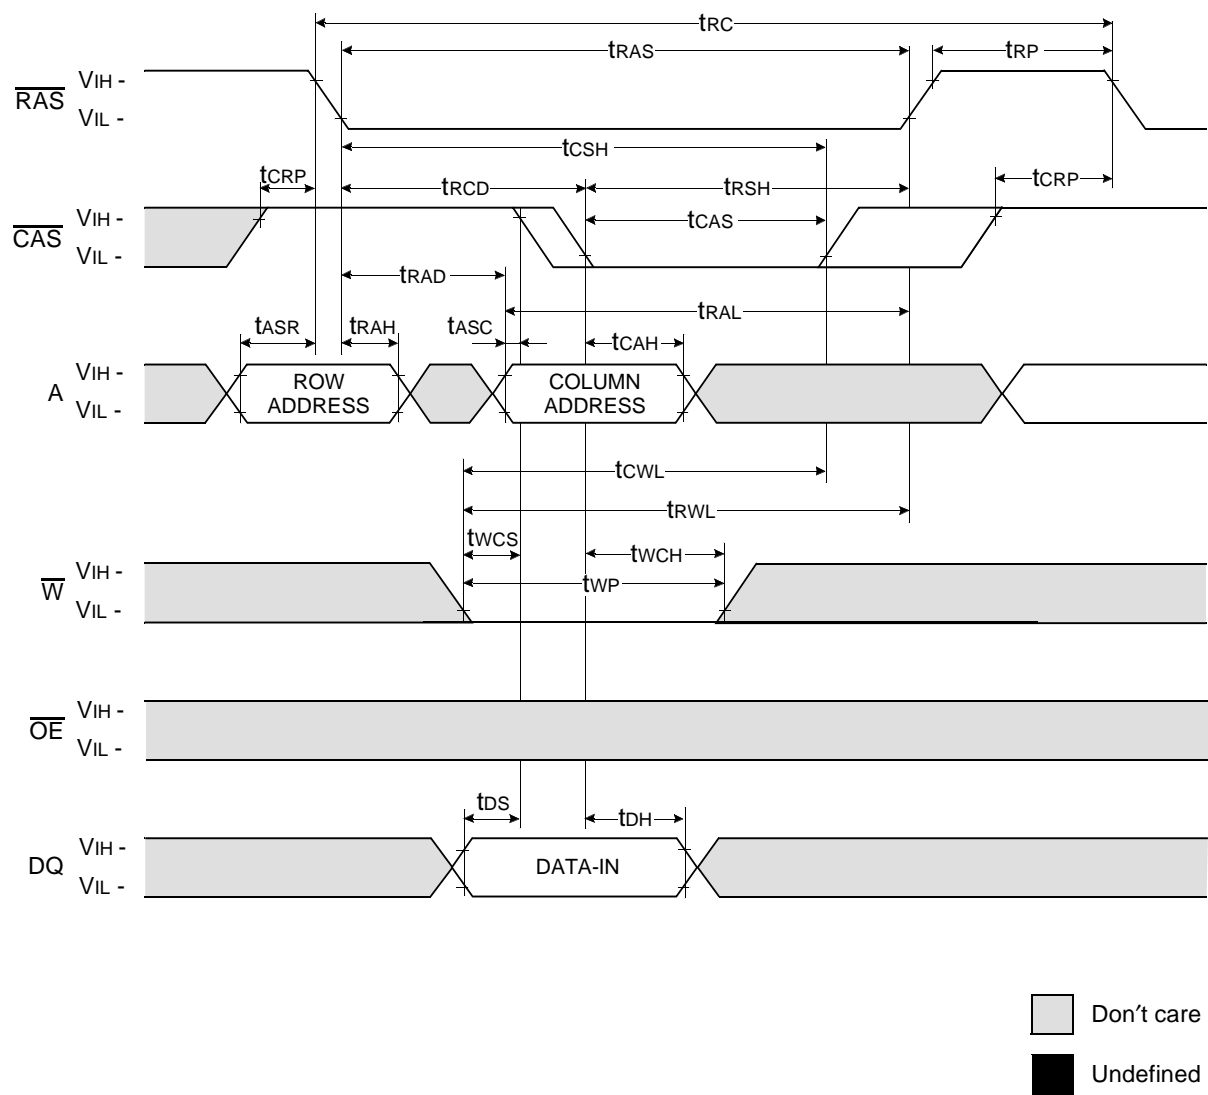 tRC
tRAS
tRP
RAS
VIH -
VIL -
tCSH
tCRP
tRCD
tRSH
tCRP
CAS
VIH -
VIL -
tCAS
tRAD
tRAL
tASR
tRAH
tASC
tCAH
A
VIH -
VIL -
ROW
ADDRESS
COLUMN
ADDRESS
tCWL
tRWL
tWCS
tWCH
tWP
W
VIH -
VIL -
OE
VIH -
VIL -
tDS
tDH
DQ
VIH -
VIL -
DATA-IN
Don′t care
Undefined